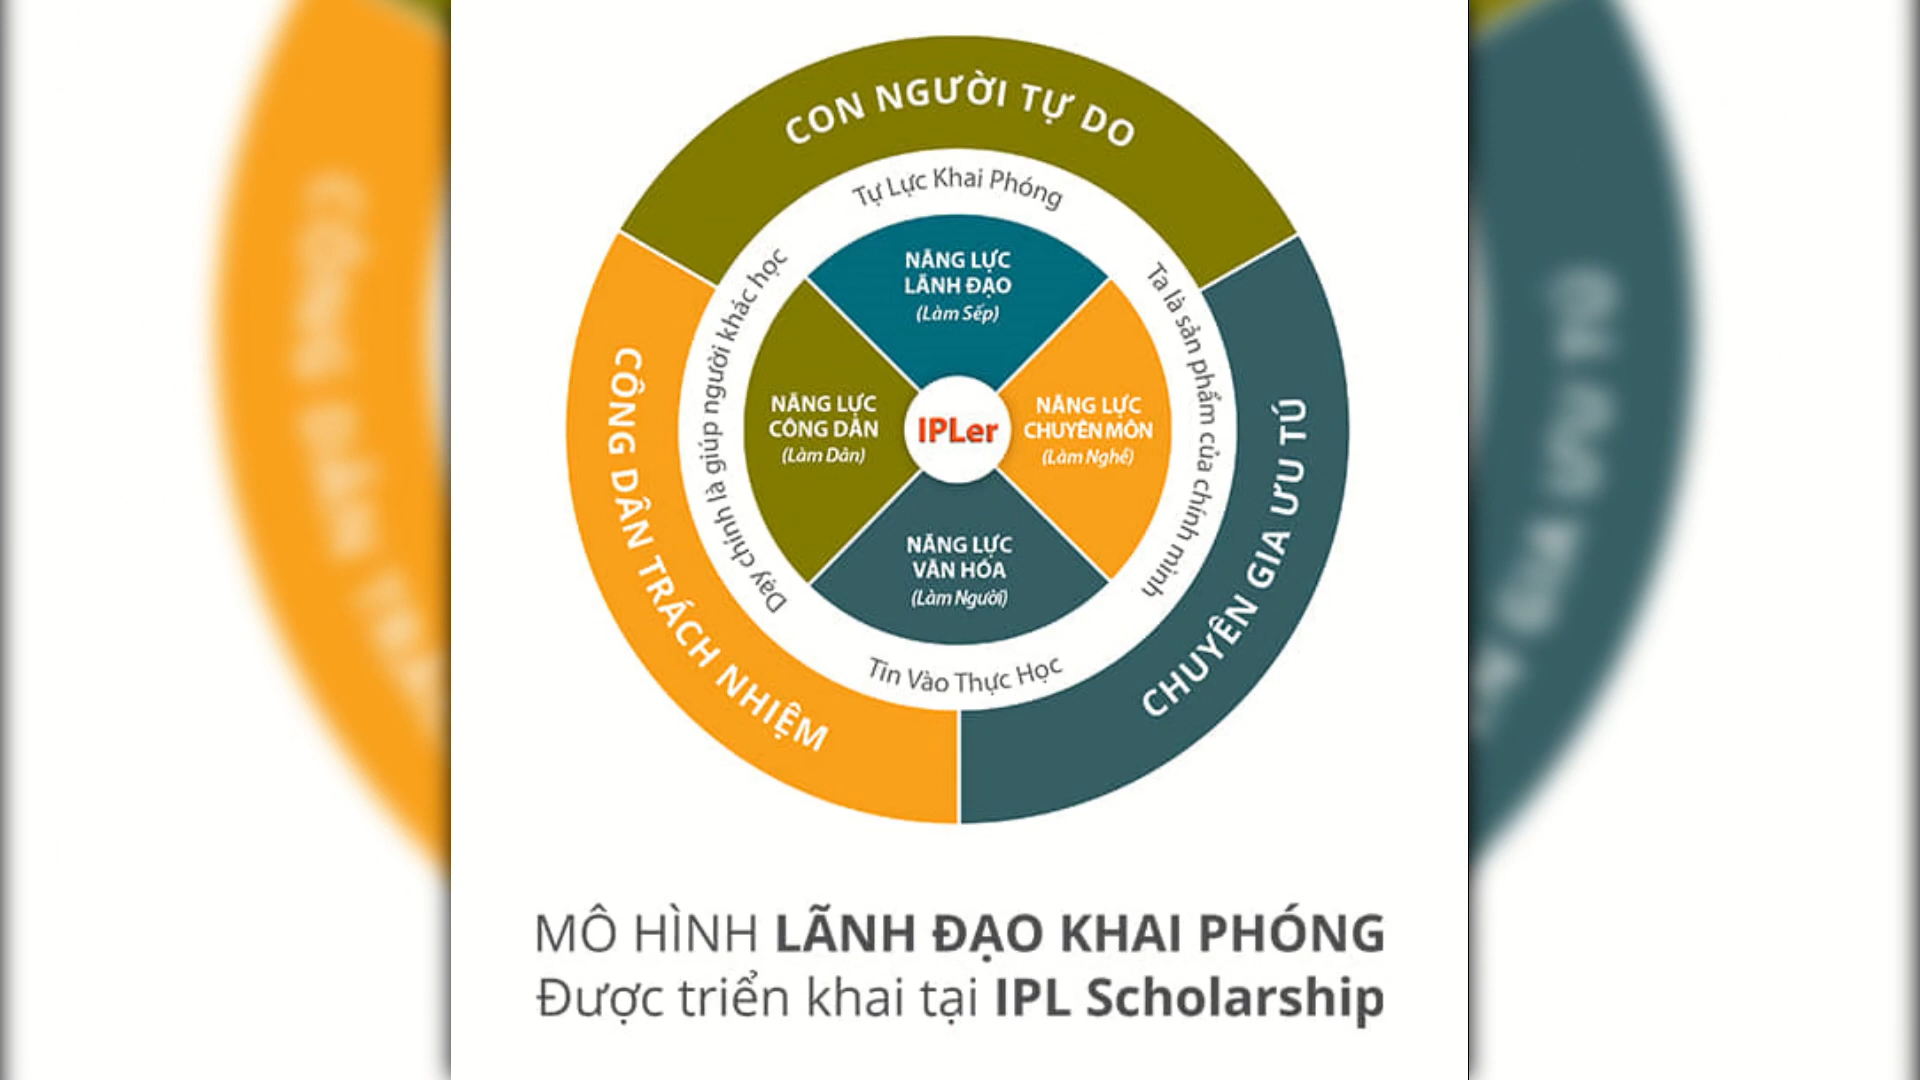 CON NGƯỜI TỰ DO
Tự Lực Khai Phóng
NĂNG LỰC
LÃNH ĐẠO
(Làm Sếp)
CÔNG DÂN TRÁCH NHIỆM
Dạy chính là giúp người khác học
NĂNG LỰC
CÔNG DÂN
(Làm Dân)
IPLer
NĂNG LỰC
CHUYÊN MÔN
(Làm Nghề)
Ta là sản phẩm của chính mình
CHUYÊN GIA ƯU TÚ
NĂNG LỰC
VĂN HÓA
(Làm Người)
Tin Vào Thực Học
MÔ HÌNH LÃNH ĐẠO KHAI PHÓNG
Được triển khai tại IPL Scholarship